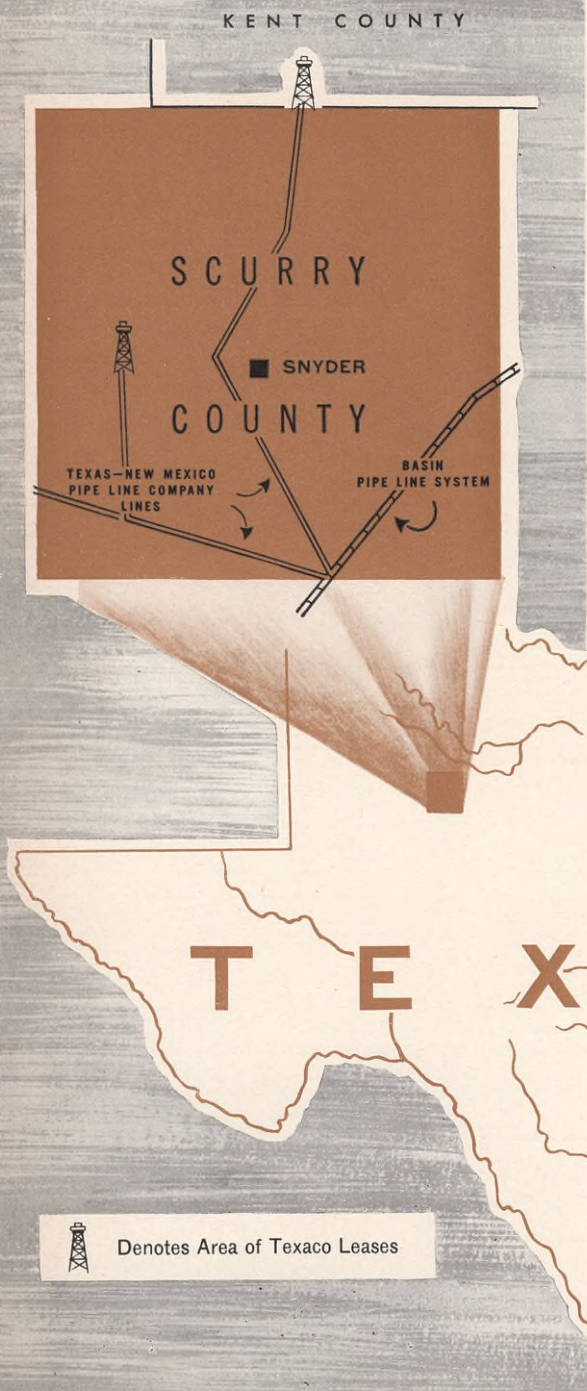 KENT COUNTY
SCURRY
SNYDER
COUNTY
TEXAS–NEW MEXICO
PIPE LINE COMPANY
LINES
BASIN
PIPE LINE SYSTEM
T E X
Denotes Area of Texaco Leases